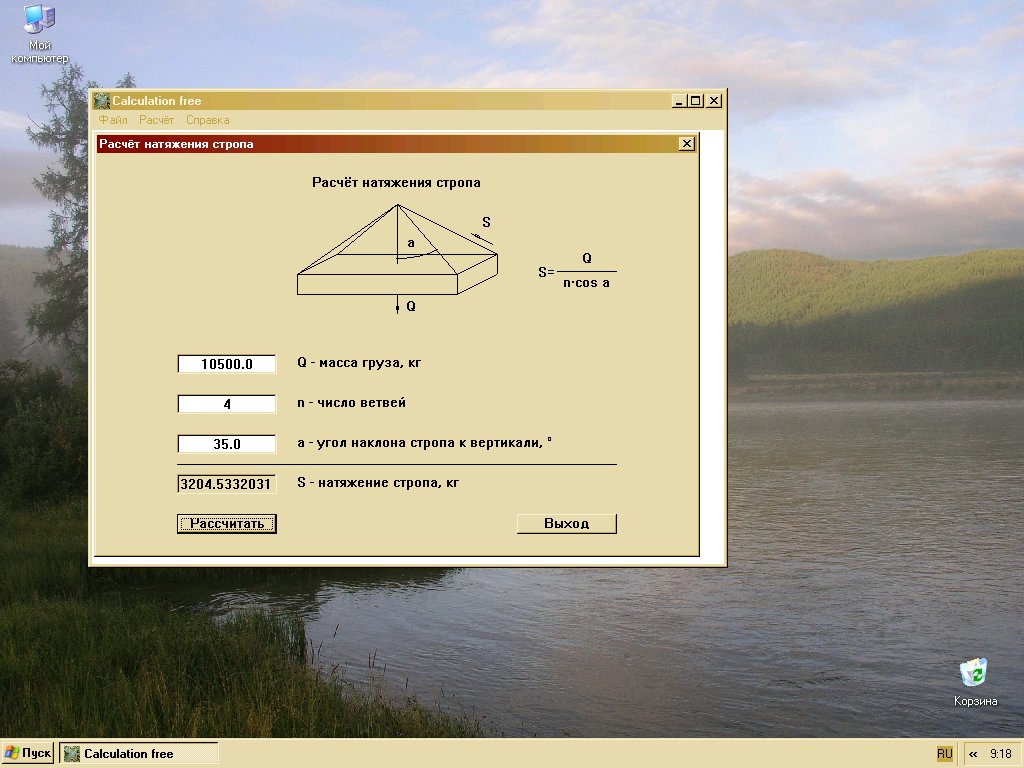 Мой
компьютер
Calculation free
Файл Расчёт Справка
Расчёт натяжения стропа
Расчёт натяжения стропа
S
a
Q
S=
Q
n·cos a
10500.0 Q - масса груза, кг
4 n - число ветвей
35.0 a - угол наклона стропа к вертикали, °
3204.5332031 S - натяжение стропа, кг
Рассчитать Выход
Корзина
Пуск Calculation free RU « 9:18